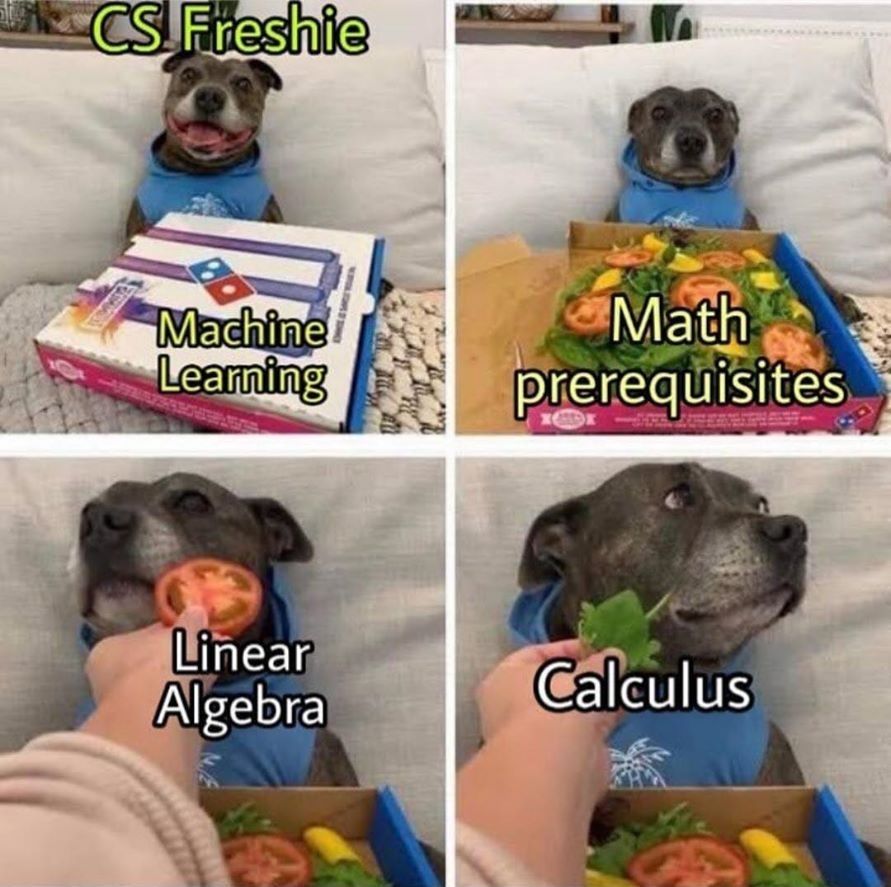 CS Freshie
Machine
Learning
Math
prerequisites
Linear
Algebra
Calculus